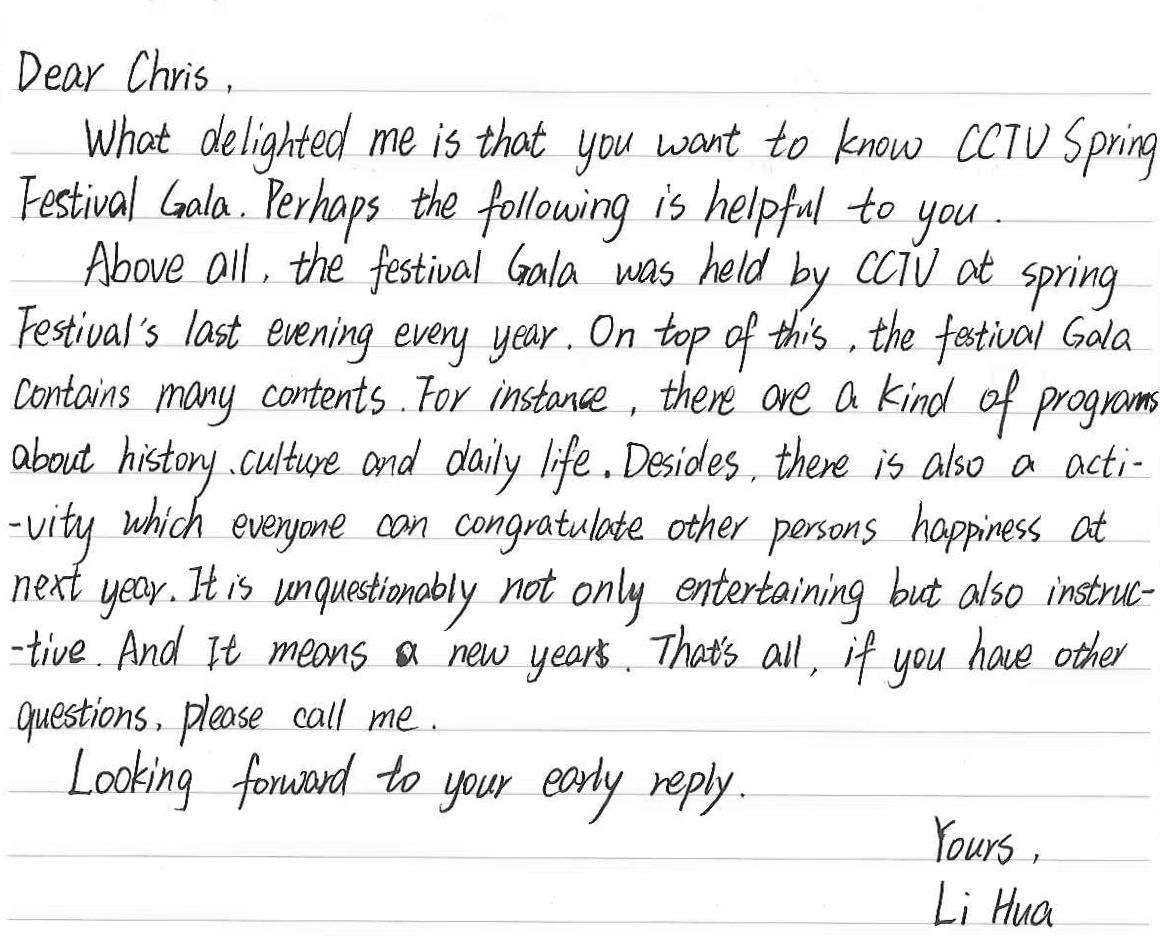 Dear Chris,
What delighted me is that you want to know CCTV Spring
Festival Gala. Perhaps the following is helpful to you.
Above all, the festival Gala was held by CCTV at spring
Festival's last evening every year. On top of this, the festival Gala
contains many contents. For instance, there are a kind of programs
about history.culture and daily life. Desides, there is also a acti-
-vity which everyone can congratulate other persons happiness at
next year. It is unquestionably not only entertaining but also instruc-
-tive. And It means a new years. That's all, if you have other
questions, please call me.
Looking forward to your early reply.
Yours,
Li Hua